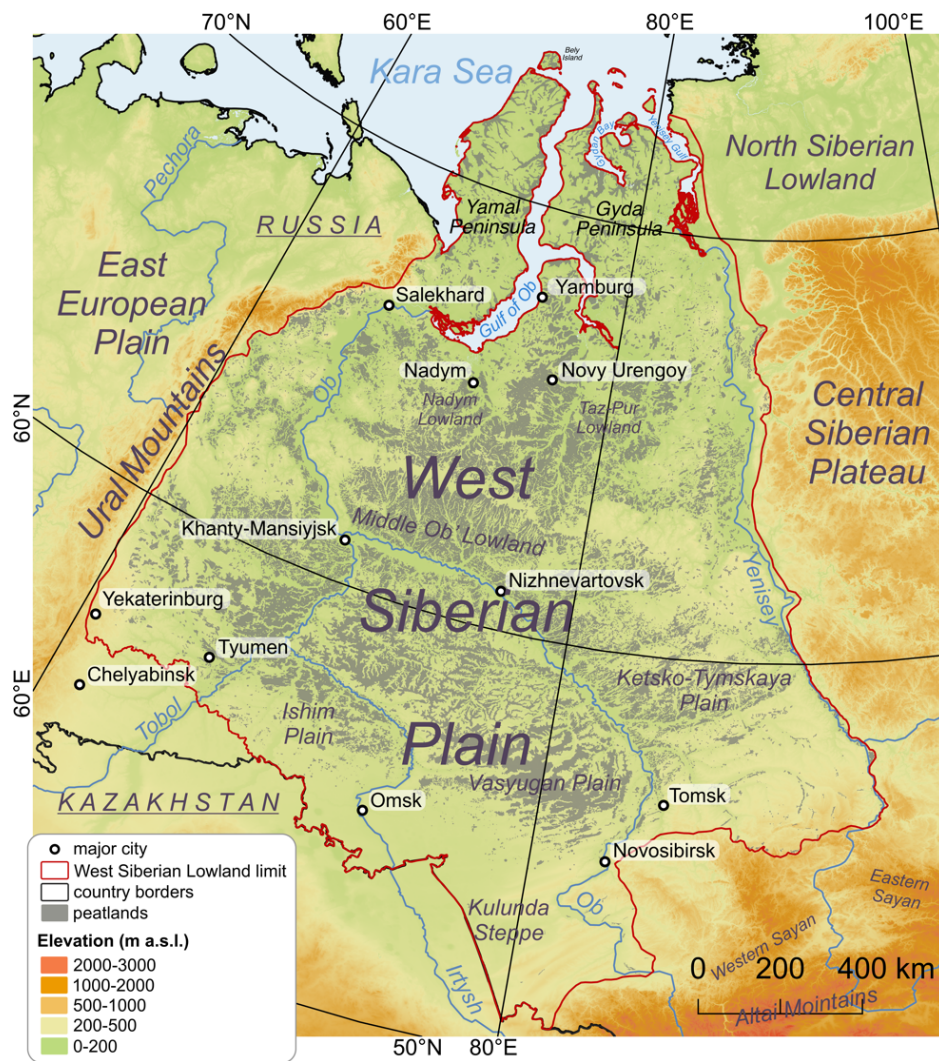 70°N
60°E
80°E
100°E
Bely
Island
Kara Sea
Pechora
Gydan Bay
Yenisey Gulf
North Siberian
Lowland
RUSSIA
Yamal
Peninsula
Gyda
Peninsula
East
European
Plain
Salekhard
Gulf of Ob
Yamburg
Ural Mountains
Ob
Nadym
Novy Urengoy
Nadym
Lowland
Taz-Pur
Lowland
Central
Siberian
Plateau
60°N
West
Khanty-Mansiyjsk
Middle Ob' Lowland
Yenisey
Nizhnevartovsk
Siberian
Yekaterinburg
Tyumen
Chelyabinsk
60°E
Tobol
Ishim
Plain
Ketsko-Tymskaya
Plain
Plain
Vasyugan Plain
KAZAKHSTAN
Omsk
Tomsk
Novosibirsk
Ob
Kulunda
Steppe
Irtysh
Eastern
Sayan
Western Sayan
Altai Mointains
0 200 400 km
major city
West Siberian Lowland limit
country borders
peatlands
Elevation (m a.s.l.)
2000-3000
1000-2000
500-1000
200-500
0-200
50°N
80°E